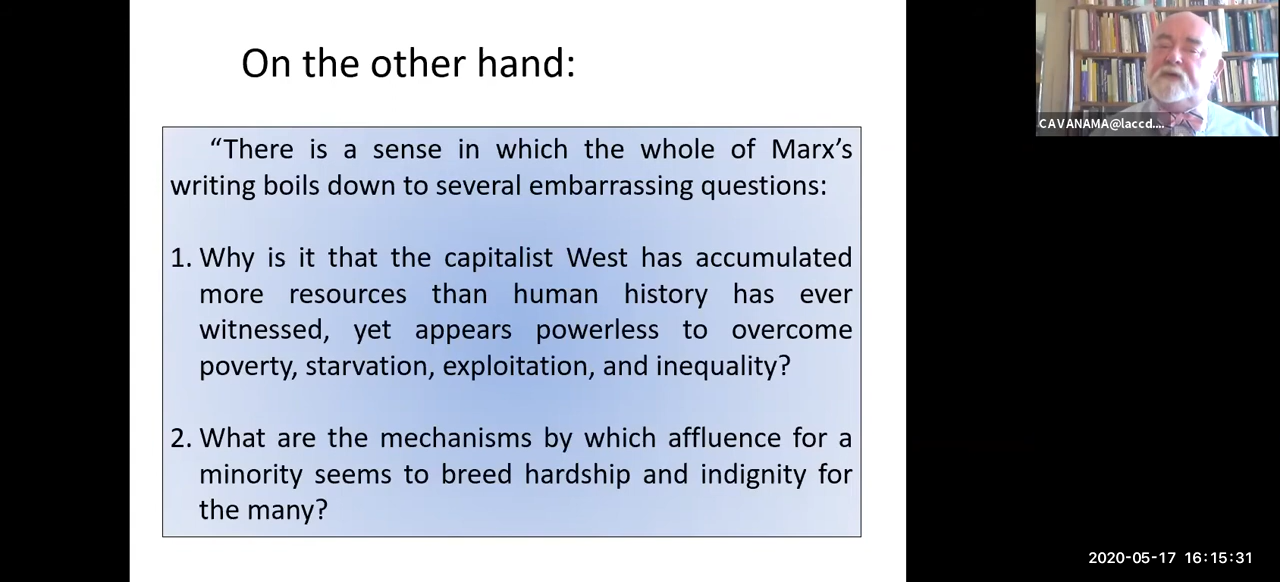 On the other hand:
“There is a sense in which the whole of Marx’s
writing boils down to several embarrassing questions:
1. Why is it that the capitalist West has accumulated
more resources than human history has ever
witnessed, yet appears powerless to overcome
poverty, starvation, exploitation, and inequality?
2. What are the mechanisms by which affluence for a
minority seems to breed hardship and indignity for
the many?
CAVANAMA@laccd....
2020-05-17 16:15:31